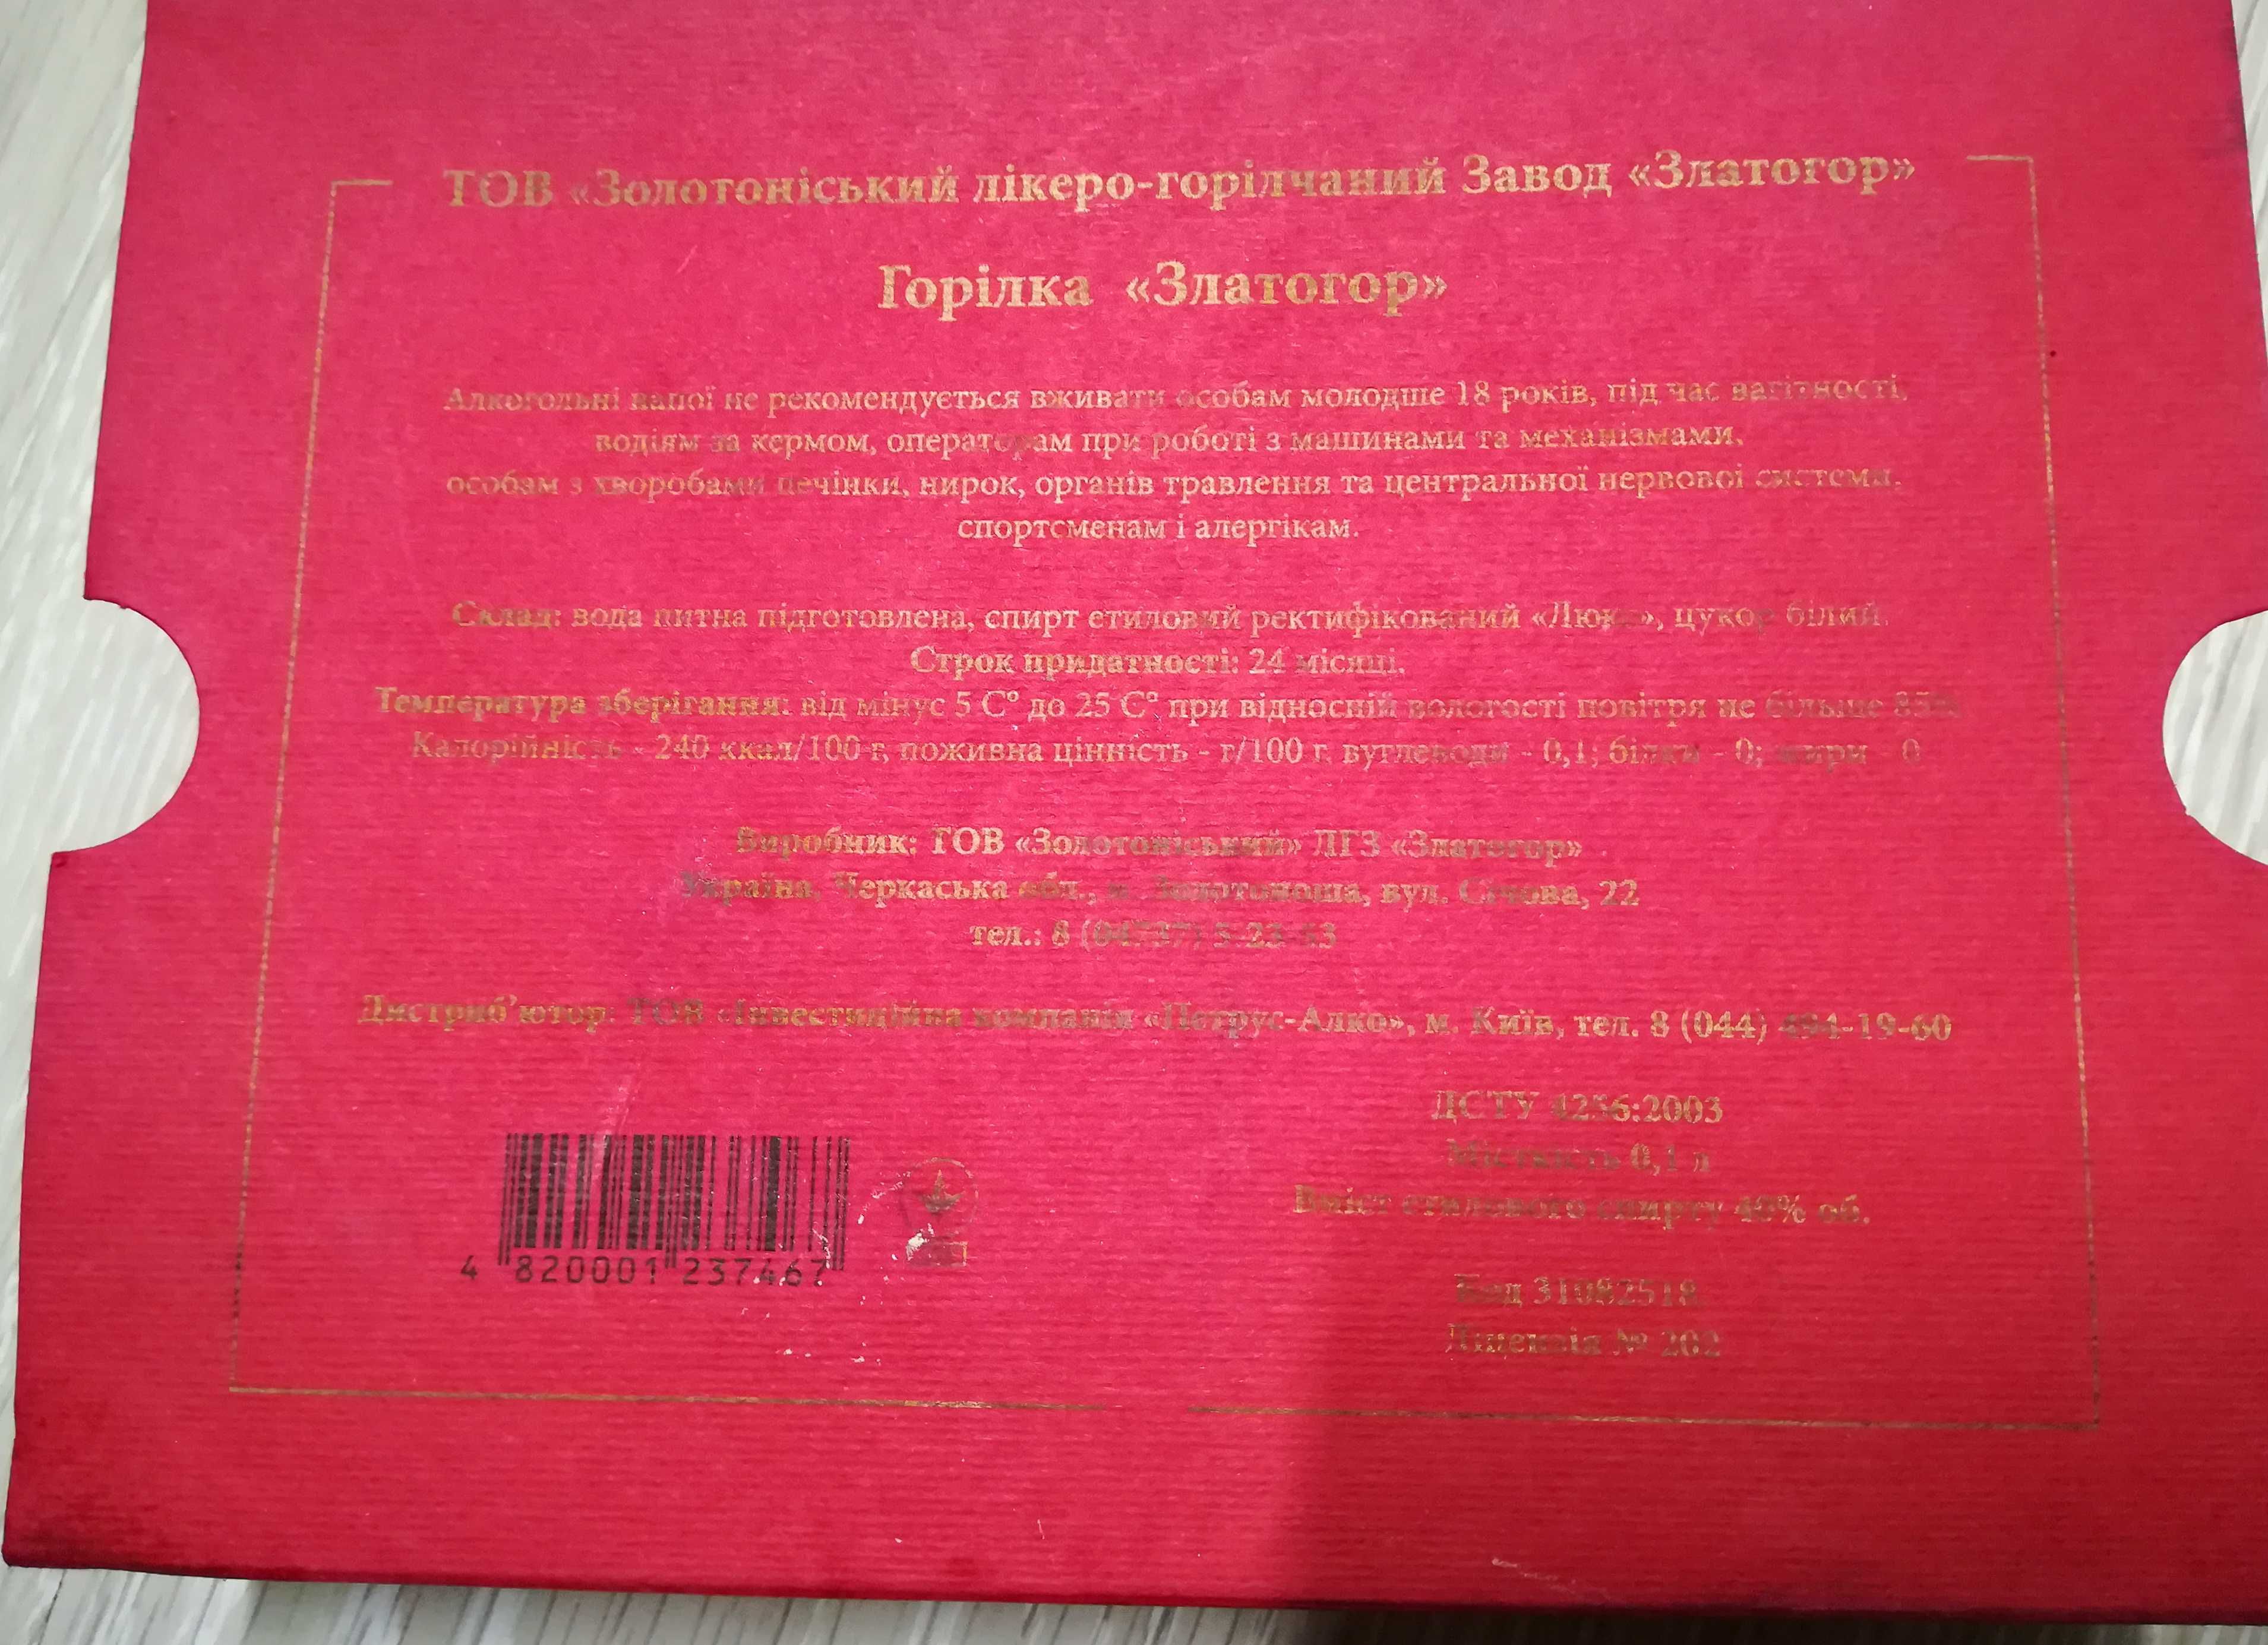 ТОВ «Золотоніський лікеро-горілчаний Завод «Златогор»
Горілка «Златогор»
Алкогольні напої не рекомендується вживати особам молодше 18 років, під час вагітності,
водіям за кермом, операторам при роботі з машинами та механізмами,
особам з хворобами печінки, нирок, органів травлення та центральної нервової системи,
спортсменам і алергікам.
Склад: вода питна підготовлена, спирт етиловий ректифікований «Люкс», цукор білий.
Строк придатності: 24 місяці.
Температура зберігання: від мінус 5 С° до 25 С° при відносній вологості повітря не більше 85%
Калорійність - 240 ккал/100 г, поживна цінність - г/100 г, вуглеводи - 0,1; білки - 0; жири - 0
Виробник: ТОВ «Золотоніський» ЛГЗ «Златогор»
Україна, Черкаська обл., м. Золотоноша, вул. Січова, 22
тел.: 8
Дистриб'ютор: ТОВ «Інвестиційна компанія «Петрус-Алко», м. Київ, тел. 8 (044) 494-19-60
ДСТУ 4256:2003
Місткість 0,1 л
Вміст етилового спирту 40% об.
4 820001 237467
Код 31082518
Ліцензія № 202